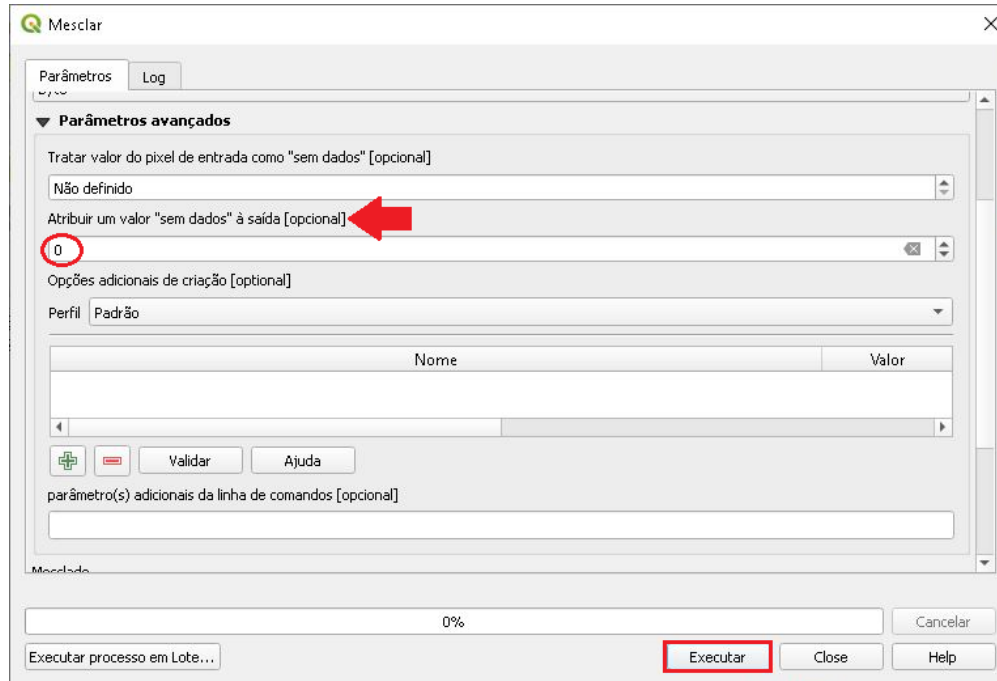 Mesclar
Parâmetros
Log
Byte
Parâmetros avançados
Tratar valor do pixel de entrada como "sem dados" [opcional]
Não definido
Atribuir um valor "sem dados" à saída [opcional]
0
Opções adicionais de criação [optional]
Perfil Padrão
Nome Valor
Validar Ajuda
parâmetro(s) adicionais da linha de comandos [opcional]
Mesclado
0% Cancelar
Executar processo em Lote... Executar Close Help